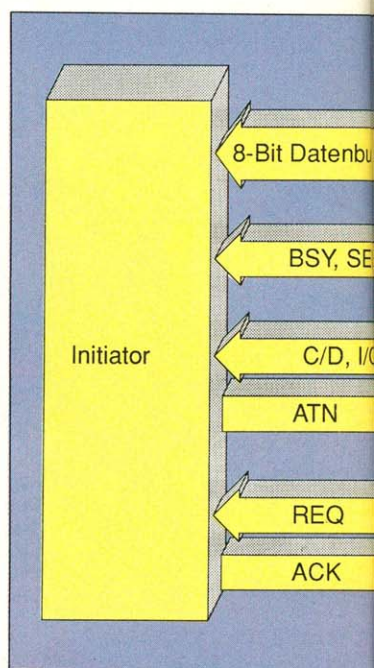 8-Bit Datenbu
BSY, SE
Initiator
C/D, I/
ATN
REQ
ACK